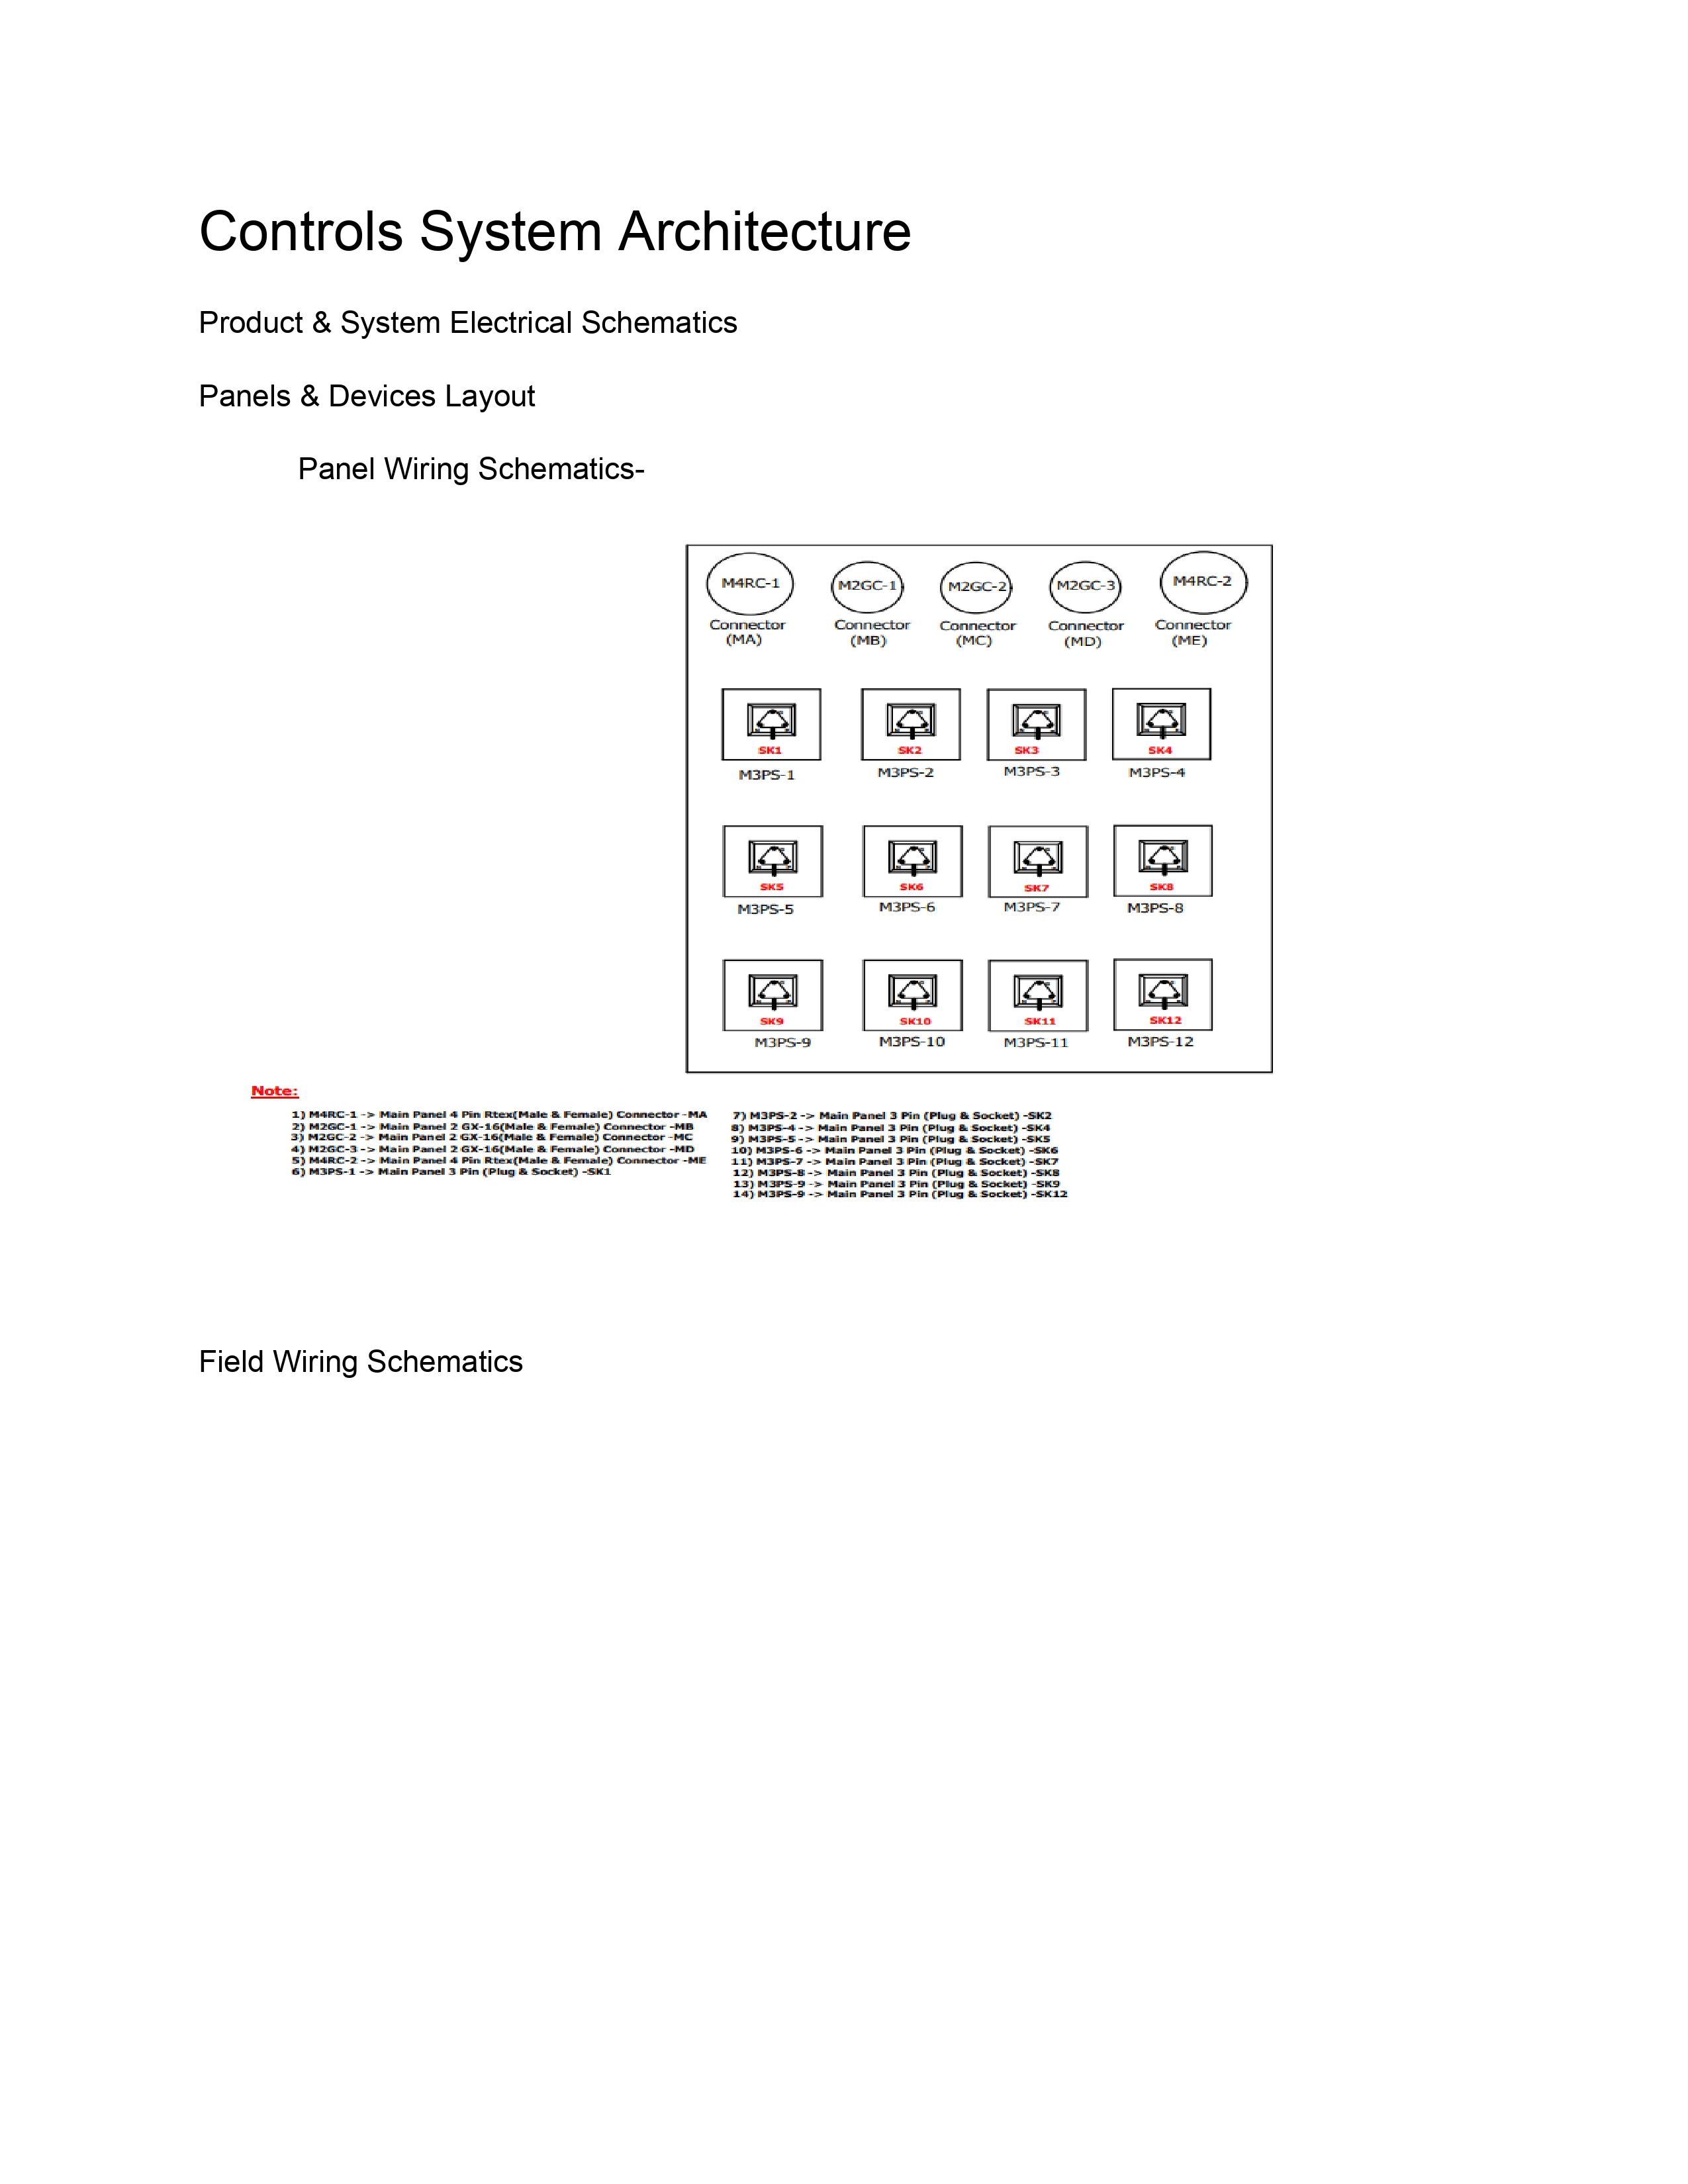 Controls System Architecture
Product & System Electrical Schematics
Panels & Devices Layout
Panel Wiring Schematics-
M4RC-1 M2GC-1 M2GC-2 M2GC-3 M4RC-2
Connector Connector Connector Connector Connector
(MA) (MB) (MC) (MD) (ME)
SK1 SK2 SK3 SK4
M3PS-1 M3PS-2 M3PS-3 M3PS-4
SK5 SK6 SK7 SK8
M3PS-5 M3PS-6 M3PS-7 M3PS-8
SK9 SK10 SK11 SK12
M3PS-9 M3PS-10 M3PS-11 M3PS-12
Note:
1) M4RC-1 -> Main Panel 4 Pin Rtex(Male & Female) Connector -MA
2) M2GC-1 -> Main Panel 2 GX-16(Male & Female) Connector -MB
3) M2GC-2 -> Main Panel 2 GX-16(Male & Female) Connector -MC
4) M2GC-3 -> Main Panel 2 GX-16(Male & Female) Connector -MD
5) M4RC-2 -> Main Panel 4 Pin Rtex(Male & Female) Connector -ME
6) M3PS-1 -> Main Panel 3 Pin (Plug & Socket) -SK1
7) M3PS-2 -> Main Panel 3 Pin (Plug & Socket) -SK2
8) M3PS-4 -> Main Panel 3 Pin (Plug & Socket) -SK4
9) M3PS-5 -> Main Panel 3 Pin (Plug & Socket) -SK5
10) M3PS-6 -> Main Panel 3 Pin (Plug & Socket) -SK6
11) M3PS-7 -> Main Panel 3 Pin (Plug & Socket) -SK7
12) M3PS-8 -> Main Panel 3 Pin (Plug & Socket) -SK8
13) M3PS-9 -> Main Panel 3 Pin (Plug & Socket) -SK9
14) M3PS-9 -> Main Panel 3 Pin (Plug & Socket) -SK12
Field Wiring Schematics